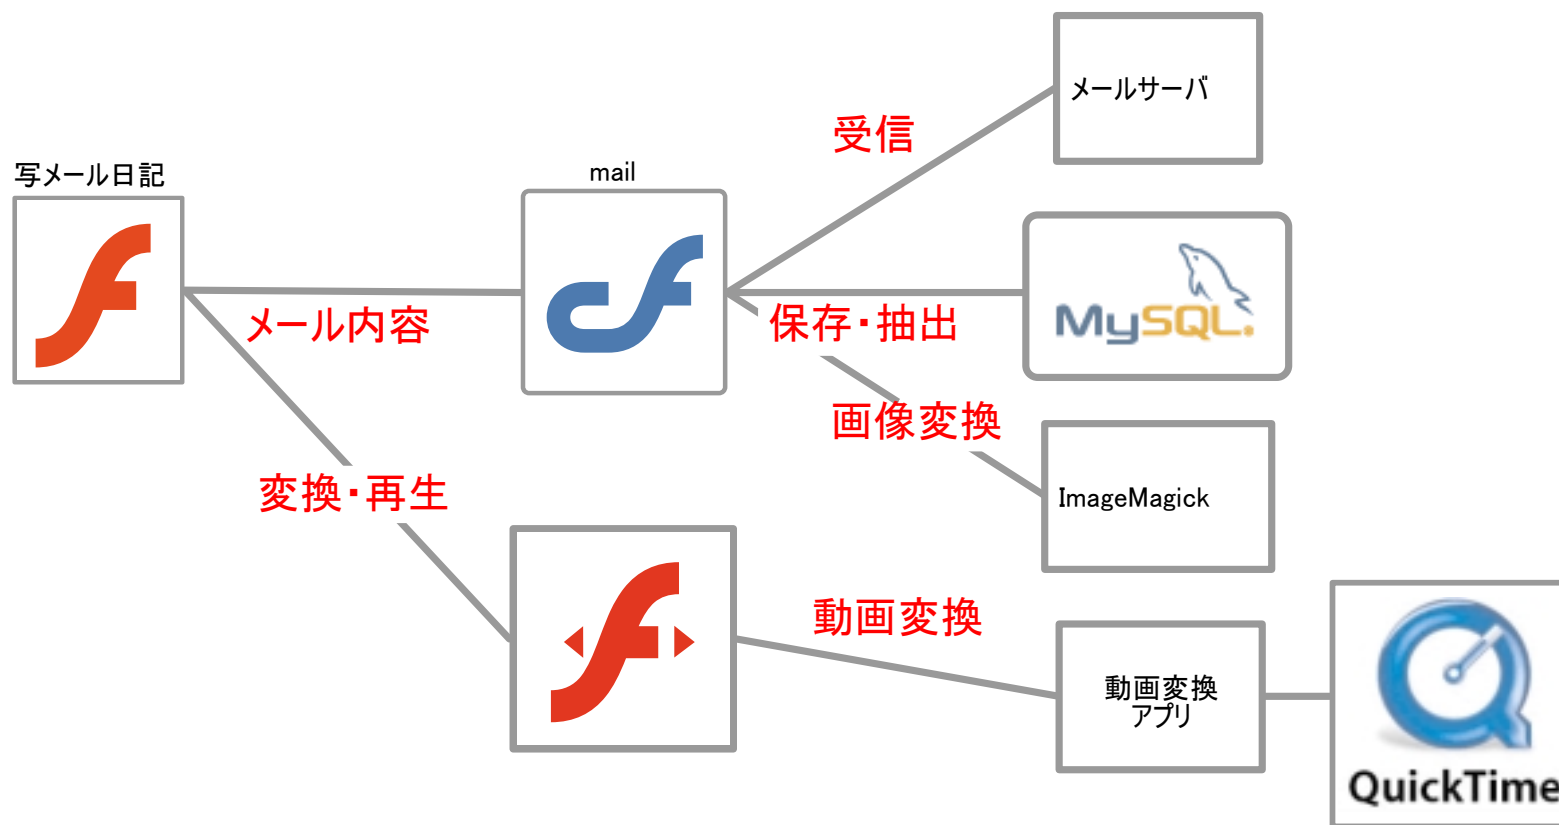 メールサーバ
受信
写メール日記
mail
メール内容
保存・抽出
MySQL.
画像変換
ImageMagick
変換・再生
動画変換
動画変換
アプリ
QuickTime